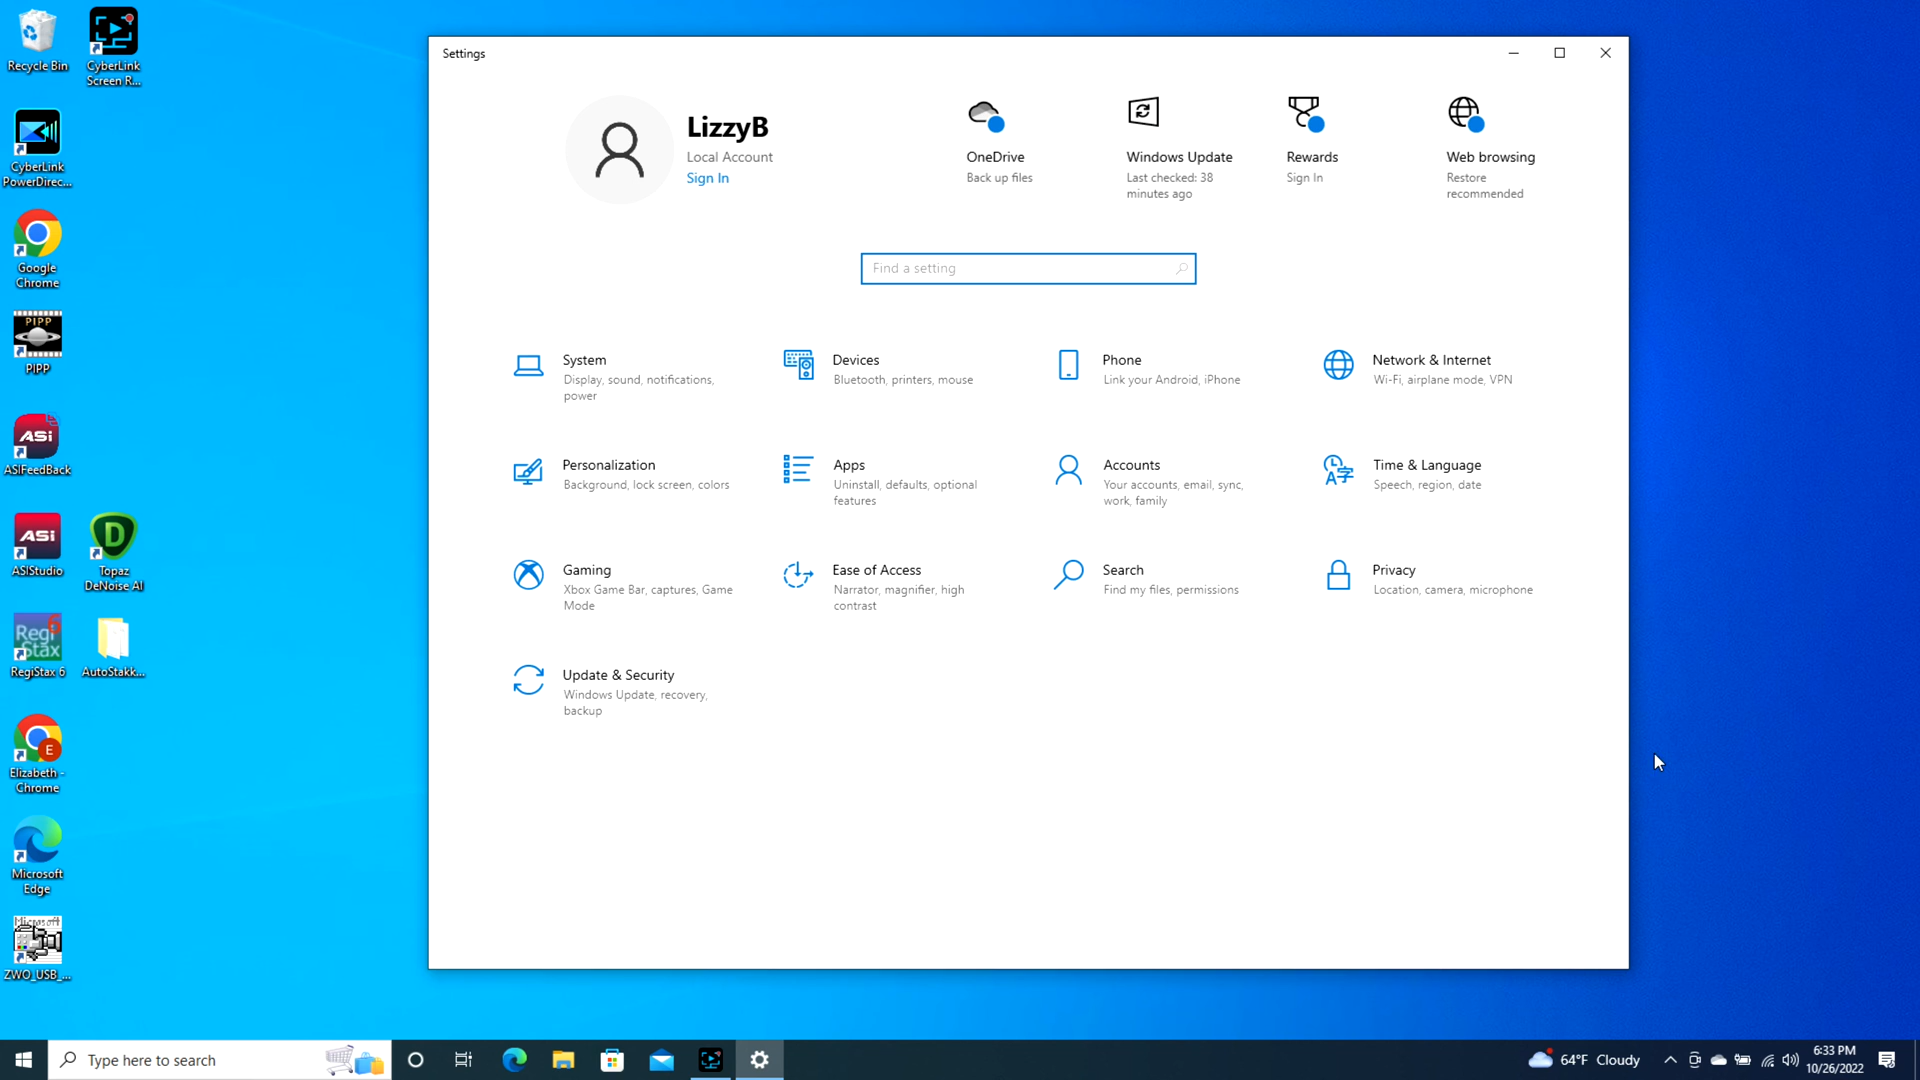 Recycle Bin
CyberLink
Screen R...
CyberLink
PowerDirec...
Google
Chrome
PIPP
PIPP
ASi
ASIFeedBack
ASi
ASIStudio
D
Topaz
DeNoise AI
Regi
Stax
6
RegiStax 6
AutoStakk...
E
Elizabeth -
Chrome
Microsoft
Edge
Microsoft
ZWO_USB_...
Settings
LizzyB
Local Account
Sign In
OneDrive
Back up files
Windows Update
Last checked: 38
minutes ago
Rewards
Sign In
Web browsing
Restore
recommended
Find a setting
System
Display, sound, notifications,
power
Devices
Bluetooth, printers, mouse
Phone
Link your Android, iPhone
Network & Internet
Wi-Fi, airplane mode, VPN
Personalization
Background, lock screen, colors
Apps
Uninstall, defaults, optional
features
Accounts
Your accounts, email, sync,
work, family
A字
Time & Language
Speech, region, date
Gaming
Xbox Game Bar, captures, Game
Mode
Ease of Access
Narrator, magnifier, high
contrast
Search
Find my files, permissions
Privacy
Location, camera, microphone
Update & Security
Windows Update, recovery,
backup
Type here to search
64°F Cloudy
6:33 PM
10/26/2022